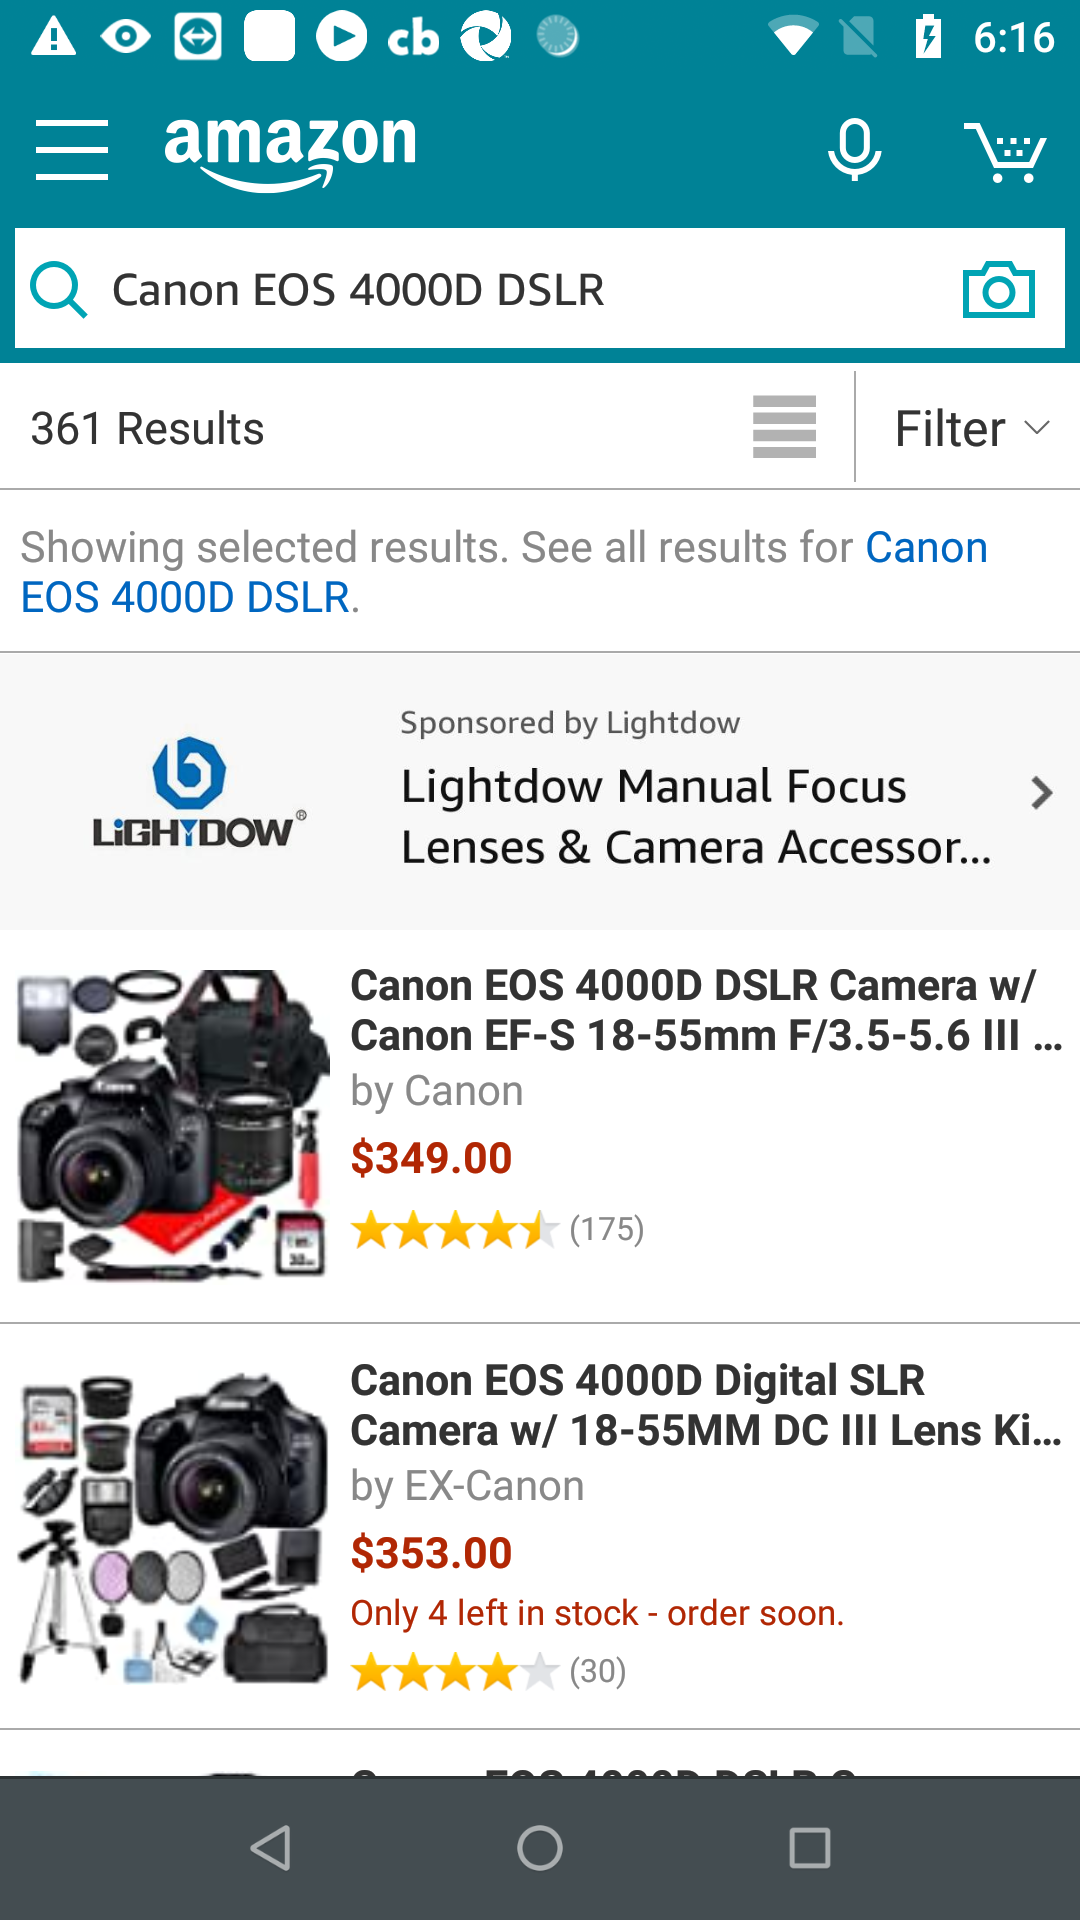 cb 6:16
amazon
Canon EOS 4000D DSLR
361 Results Filter
Showing selected results. See all results for Canon
EOS 4000D DSLR.
LiGHTDOW®
Sponsored by Lightdow
Lightdow Manual Focus
Lenses & Camera Accessor...
Canon EOS 4000D DSLR Camera w/
Canon EF-S 18-55mm F/3.5-5.6 III ...
by Canon
$349.00
(175)
Canon EOS 4000D Digital SLR
Camera w/ 18-55MM DC III Lens Ki...
by EX-Canon
$353.00
Only 4 left in stock - order soon.
(30)